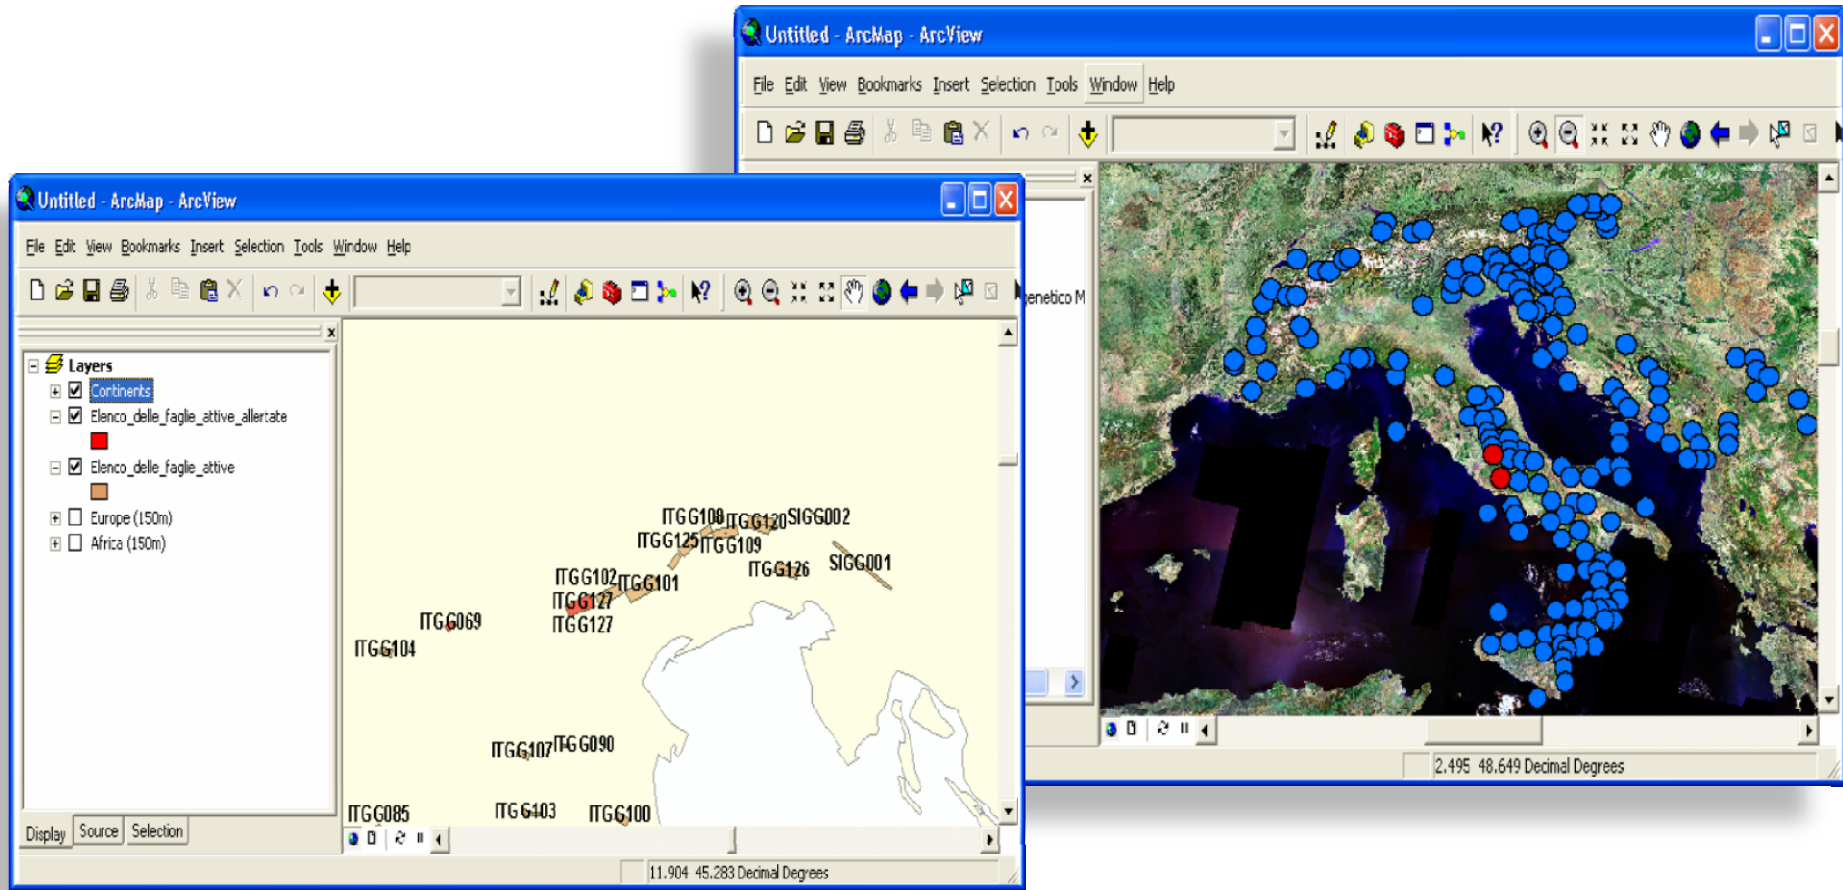 Untitled - ArcMap - ArcView
File Edit View Bookmarks Insert Selection Tools Window Help
genetico M
2.495 48.649 Decimal Degrees
Untitled - ArcMap - ArcView
File Edit View Bookmarks Insert Selection Tools Window Help
Layers
Continents
Elenco_delle_faglie_attive_allertate
Elenco_delle_faglie_attive
Europe (150m)
Africa (150m)
Display Source Selection
ITGG108 ITGG120 SIGG002
ITGG125 ITGG109
ITGG126 SIGG001
ITGG102 ITGG101
ITGG127
ITGG069 ITGG127
ITGG104
ITGG107 ITGG090
ITGG085 ITGG103 ITGG100
11.904 45.283 Decimal Degrees